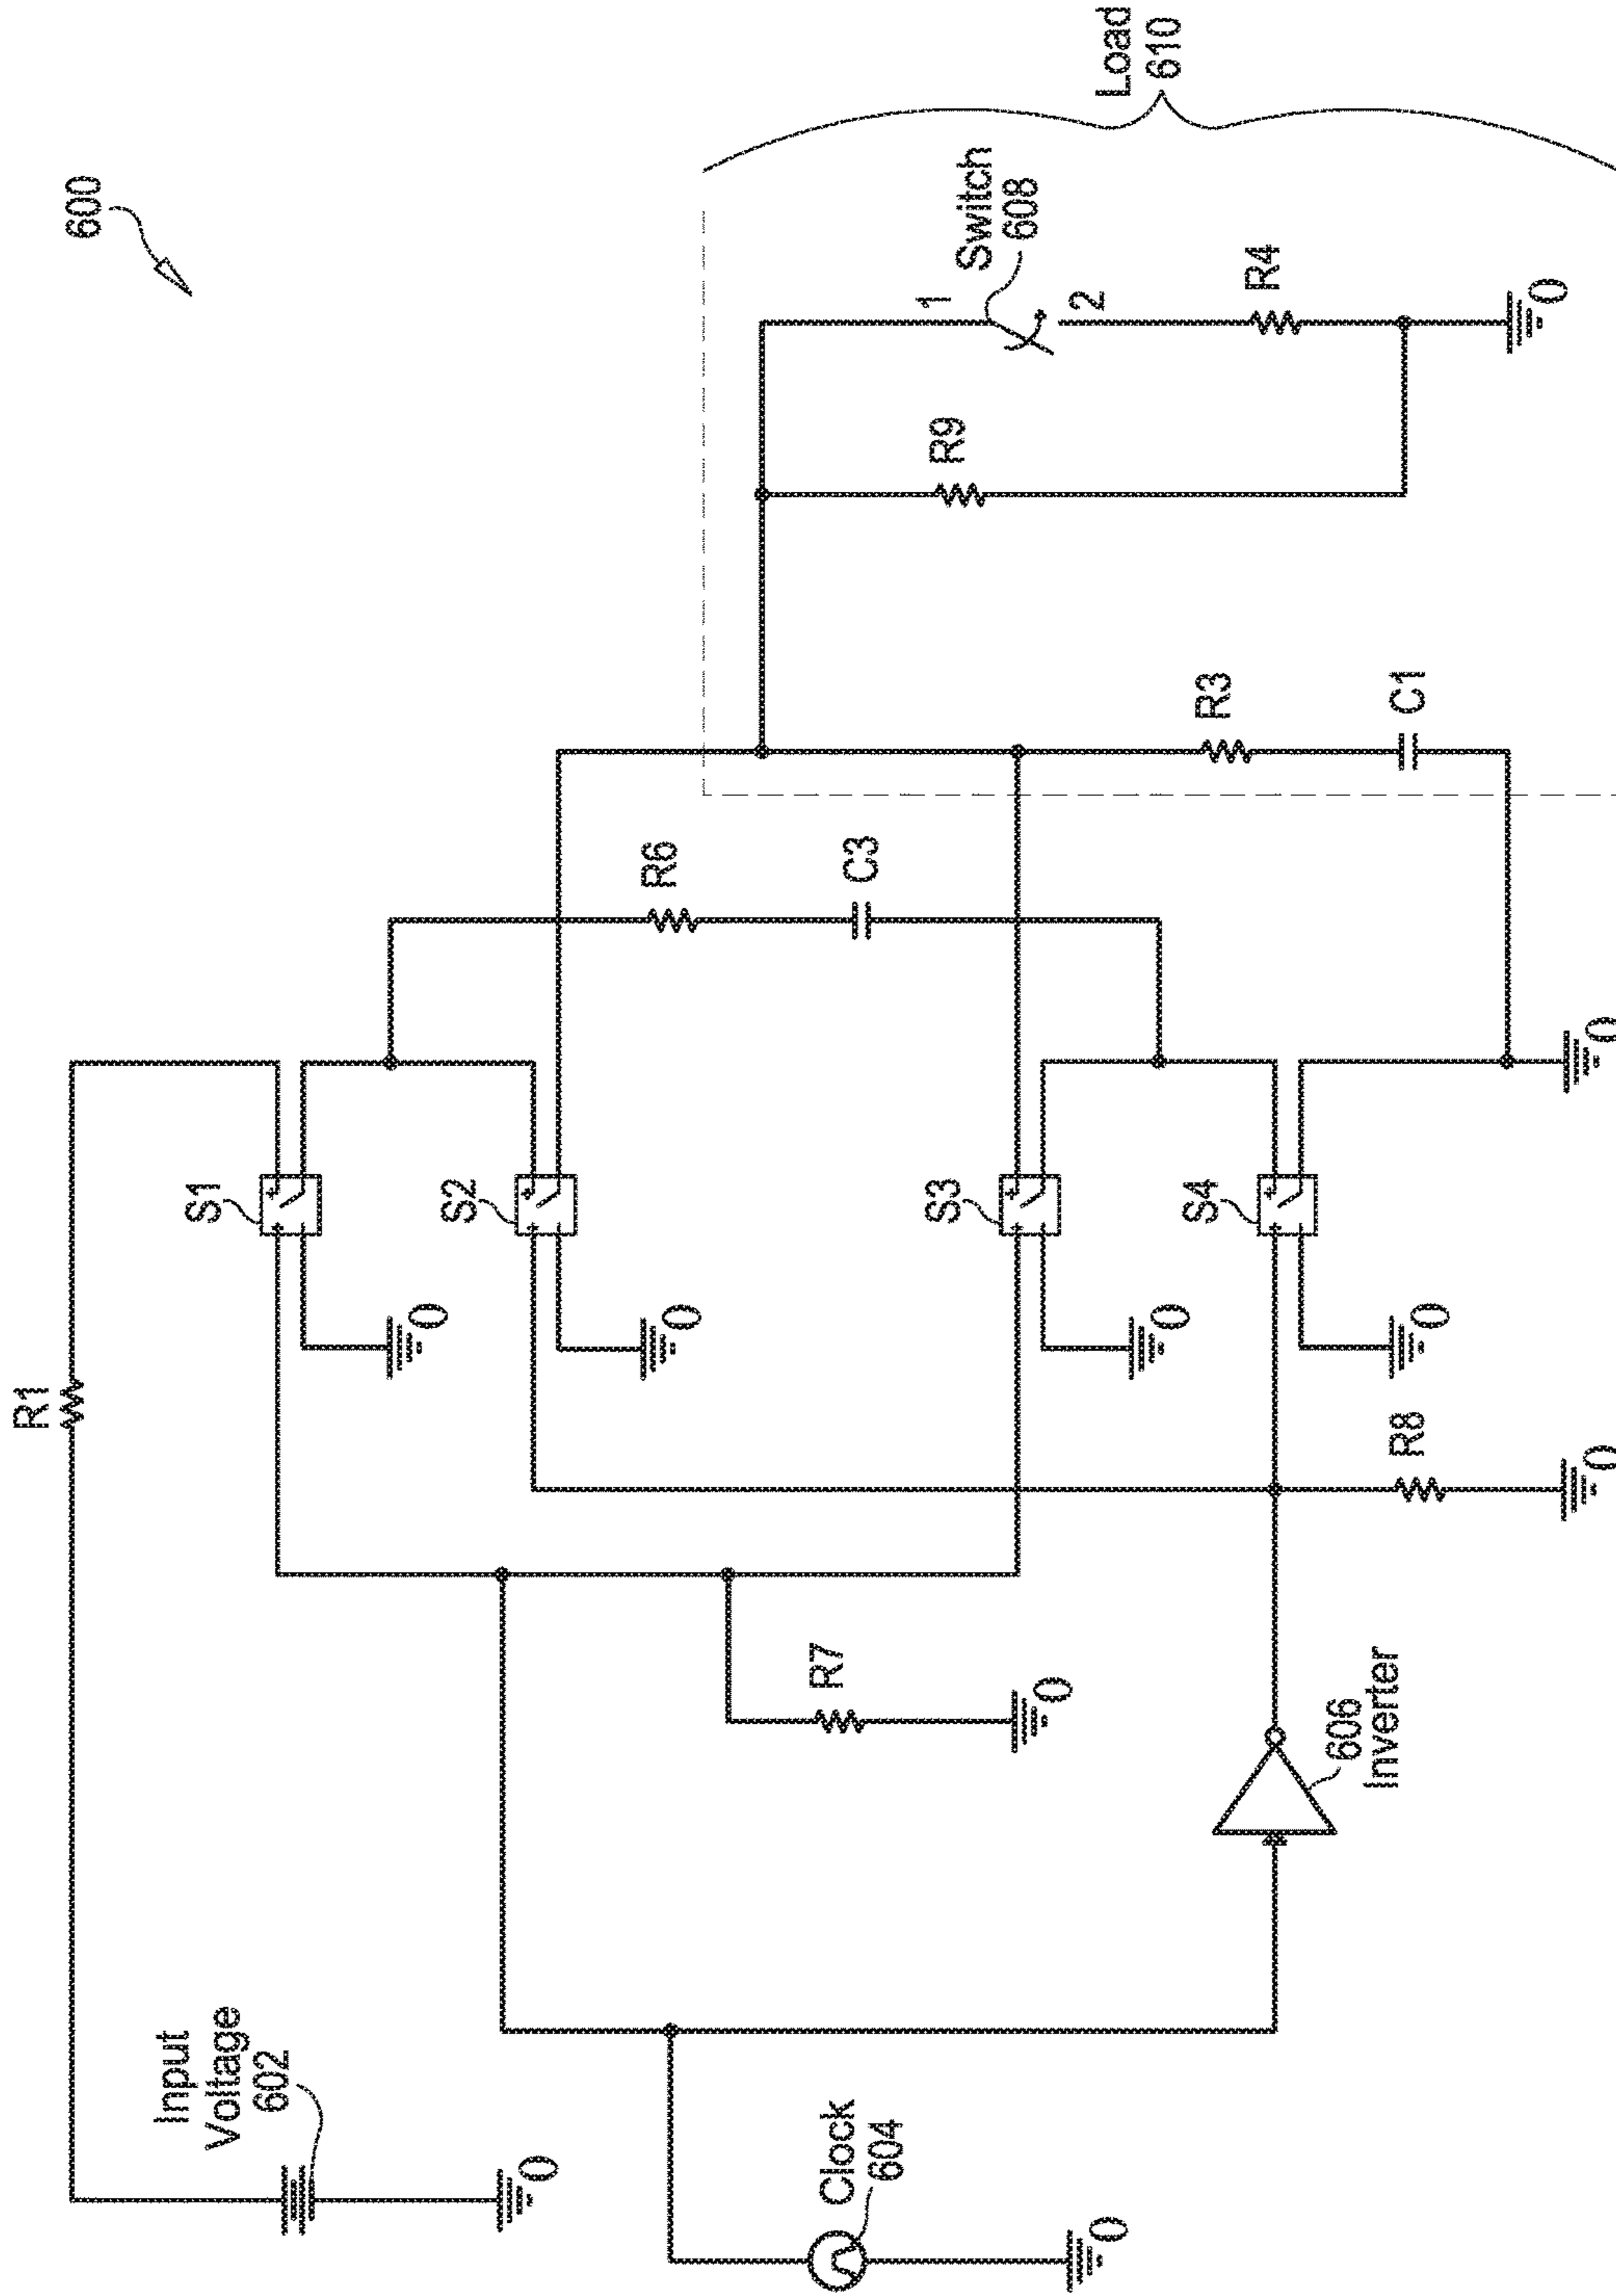 600
R1
Input
Voltage
602
S1
S2
S3
S4
0
0
0
0
0
R6
C3
Load
610
Switch
608
1
2
R9
R4
0
R3
C1
0
R7
0
R8
0
Clock
604
0
606
Inverter